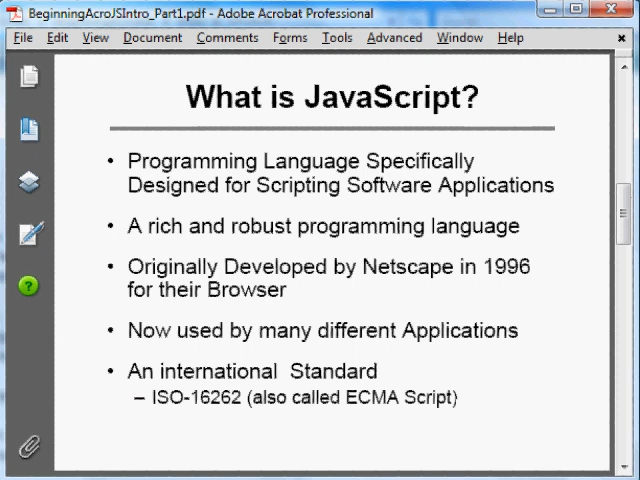 BeginningAcroJSIntro_Part1.pdf - Adobe Acrobat Professional
File Edit View Document Comments Forms Tools Advanced Window Help
What is JavaScript?
• Programming Language Specifically
Designed for Scripting Software Applications
• A rich and robust programming language
• Originally Developed by Netscape in 1996
for their Browser
• Now used by many different Applications
• An international  Standard
– ISO-16262 (also called ECMA Script)